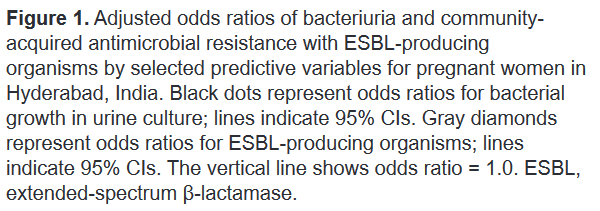 Figure 1. Adjusted odds ratios of bacteriuria and community-
acquired antimicrobial resistance with ESBL-producing
organisms by selected predictive variables for pregnant women in
Hyderabad, India. Black dots represent odds ratios for bacterial
growth in urine culture; lines indicate 95% CIs. Gray diamonds
represent odds ratios for ESBL-producing organisms; lines
indicate 95% CIs. The vertical line shows odds ratio = 1.0. ESBL,
extended-spectrum β-lactamase.